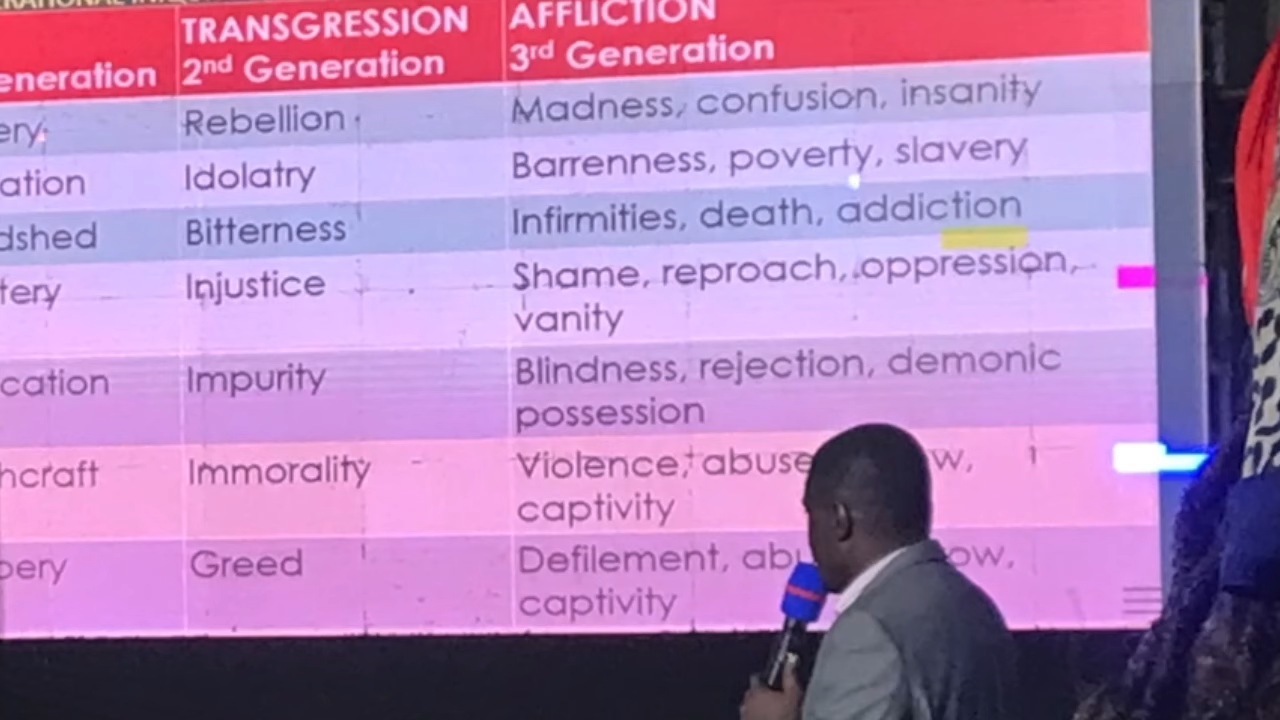 TRANSGRESSION AFFLICTION
eneration 2nd Generation 3rd Generation
ery, Rebellion Madness, confusion, insanity
ation Idolatry Barrenness, poverty, slavery
dshed Bitterness Infirmities, death, addiction
tery Injustice Shame, reproach, oppression,
vanity
cation Impurity Blindness, rejection, demonic
possession
hcraft Immorality Violence, abuse w,
captivity
bery Greed Defilement, ab ow,
captivity